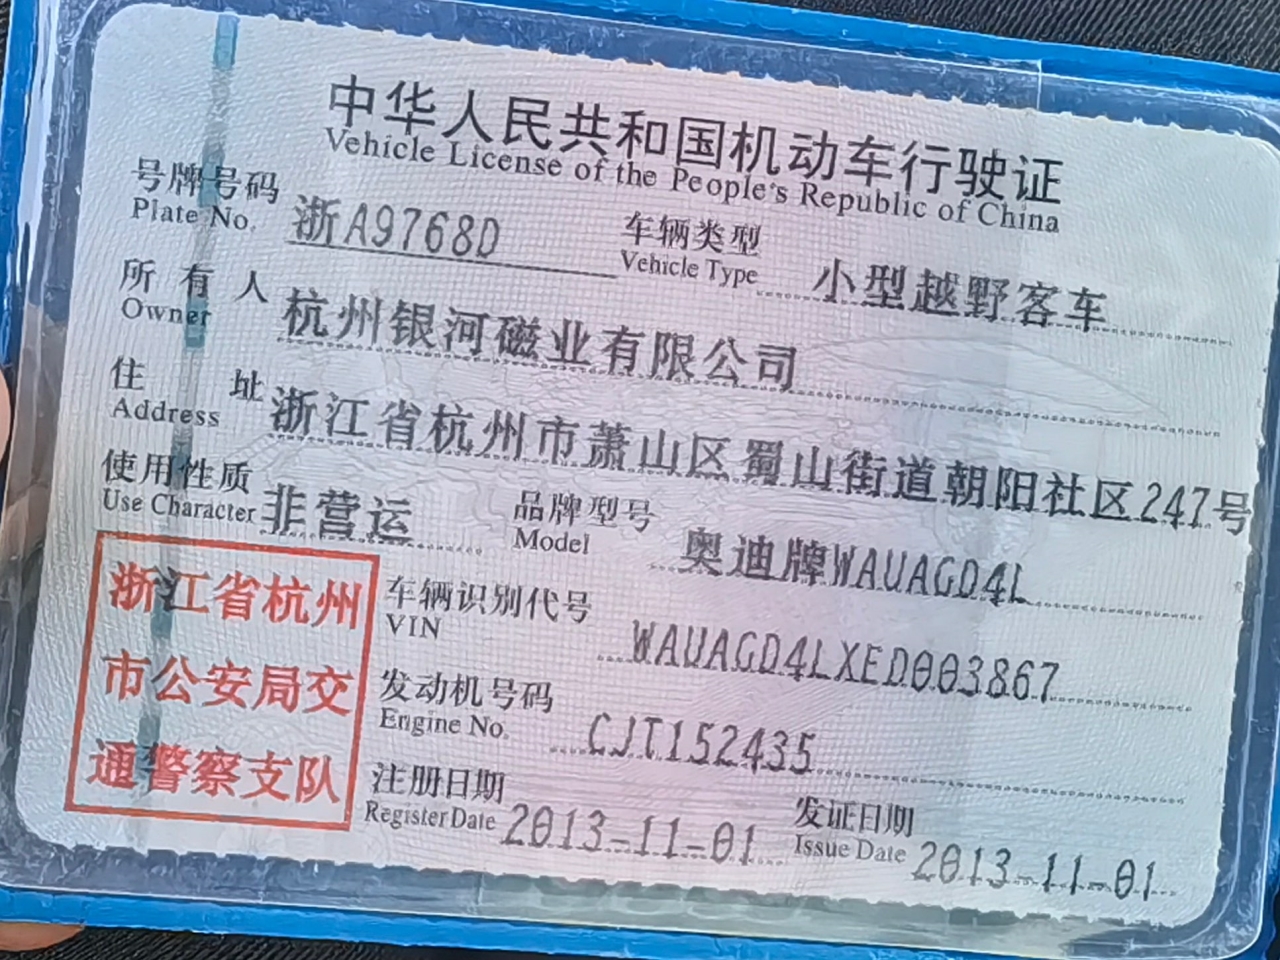 中华人民共和国机动车行驶证
Vehicle License of the People's Republic of China
号牌号码 浙A9768D 车辆类型 小型越野客车
Plate No. Vehicle Type
所有人 杭州银河磁业有限公司
Owner
住址 浙江省杭州市萧山区蜀山街道朝阳社区247号
Address
使用性质 非营运 品牌型号 奥迪牌WAUAGD4L
Use Character Model
车辆识别代号 WAUAGD4LXED003867
VIN
发动机号码 CJT152435
Engine No.
注册日期 2013-11-01 发证日期 2013-11-01
Register Date Issue Date
浙江省杭州
市公安局交
通警察支队